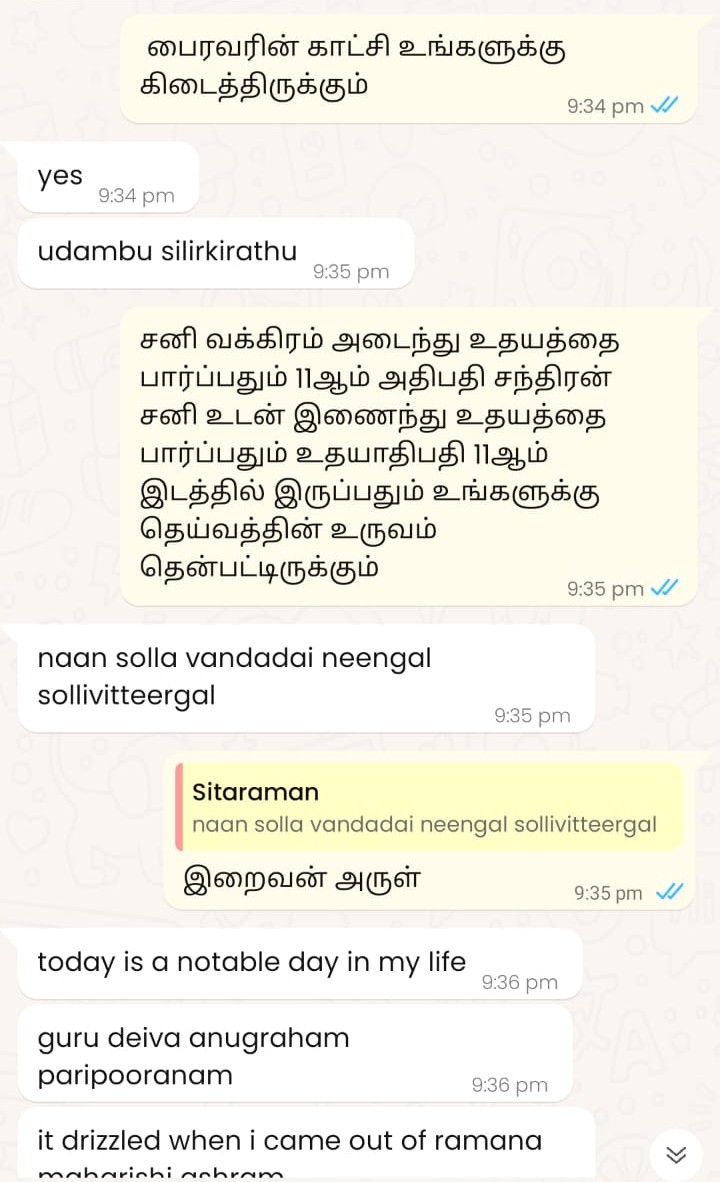 பைரவரின் காட்சி உங்களுக்கு
கிடைத்திருக்கும்
9:34 pm
yes
9:34 pm
udambu silirkirathu
9:35 pm
சனி வக்கிரம் அடைந்து உதயத்தை
பார்ப்பதும் 11ஆம் அதிபதி சந்திரன்
சனி உடன் இணைந்து உதயத்தை
பார்ப்பதும் உதயாதிபதி 11ஆம்
இடத்தில் இருப்பதும் உங்களுக்கு
தெய்வத்தின் உருவம்
தென்பட்டிருக்கும்
9:35 pm
naan solla vandadai neengal
sollivitteergal
9:35 pm
Sitaraman
naan solla vandadai neengal sollivitteergal
இறைவன் அருள்
9:35 pm
today is a notable day in my life
9:36 pm
guru deiva anugraham
paripooranam
9:36 pm
it drizzled when i came out of ramana
maharishi ashram